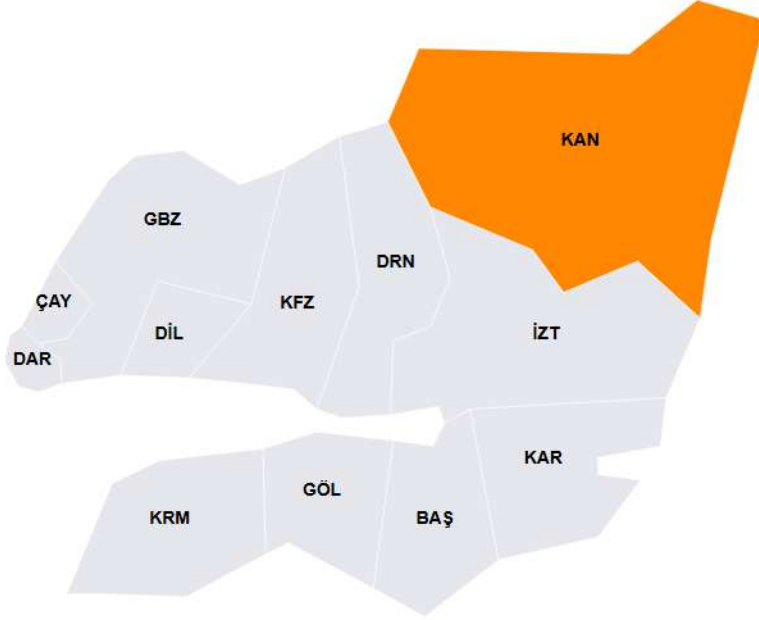 KAN
GBZ
DRN
ÇAY
KFZ
DİL
İZT
DAR
KAR
GÖL
KRM
BAŞ